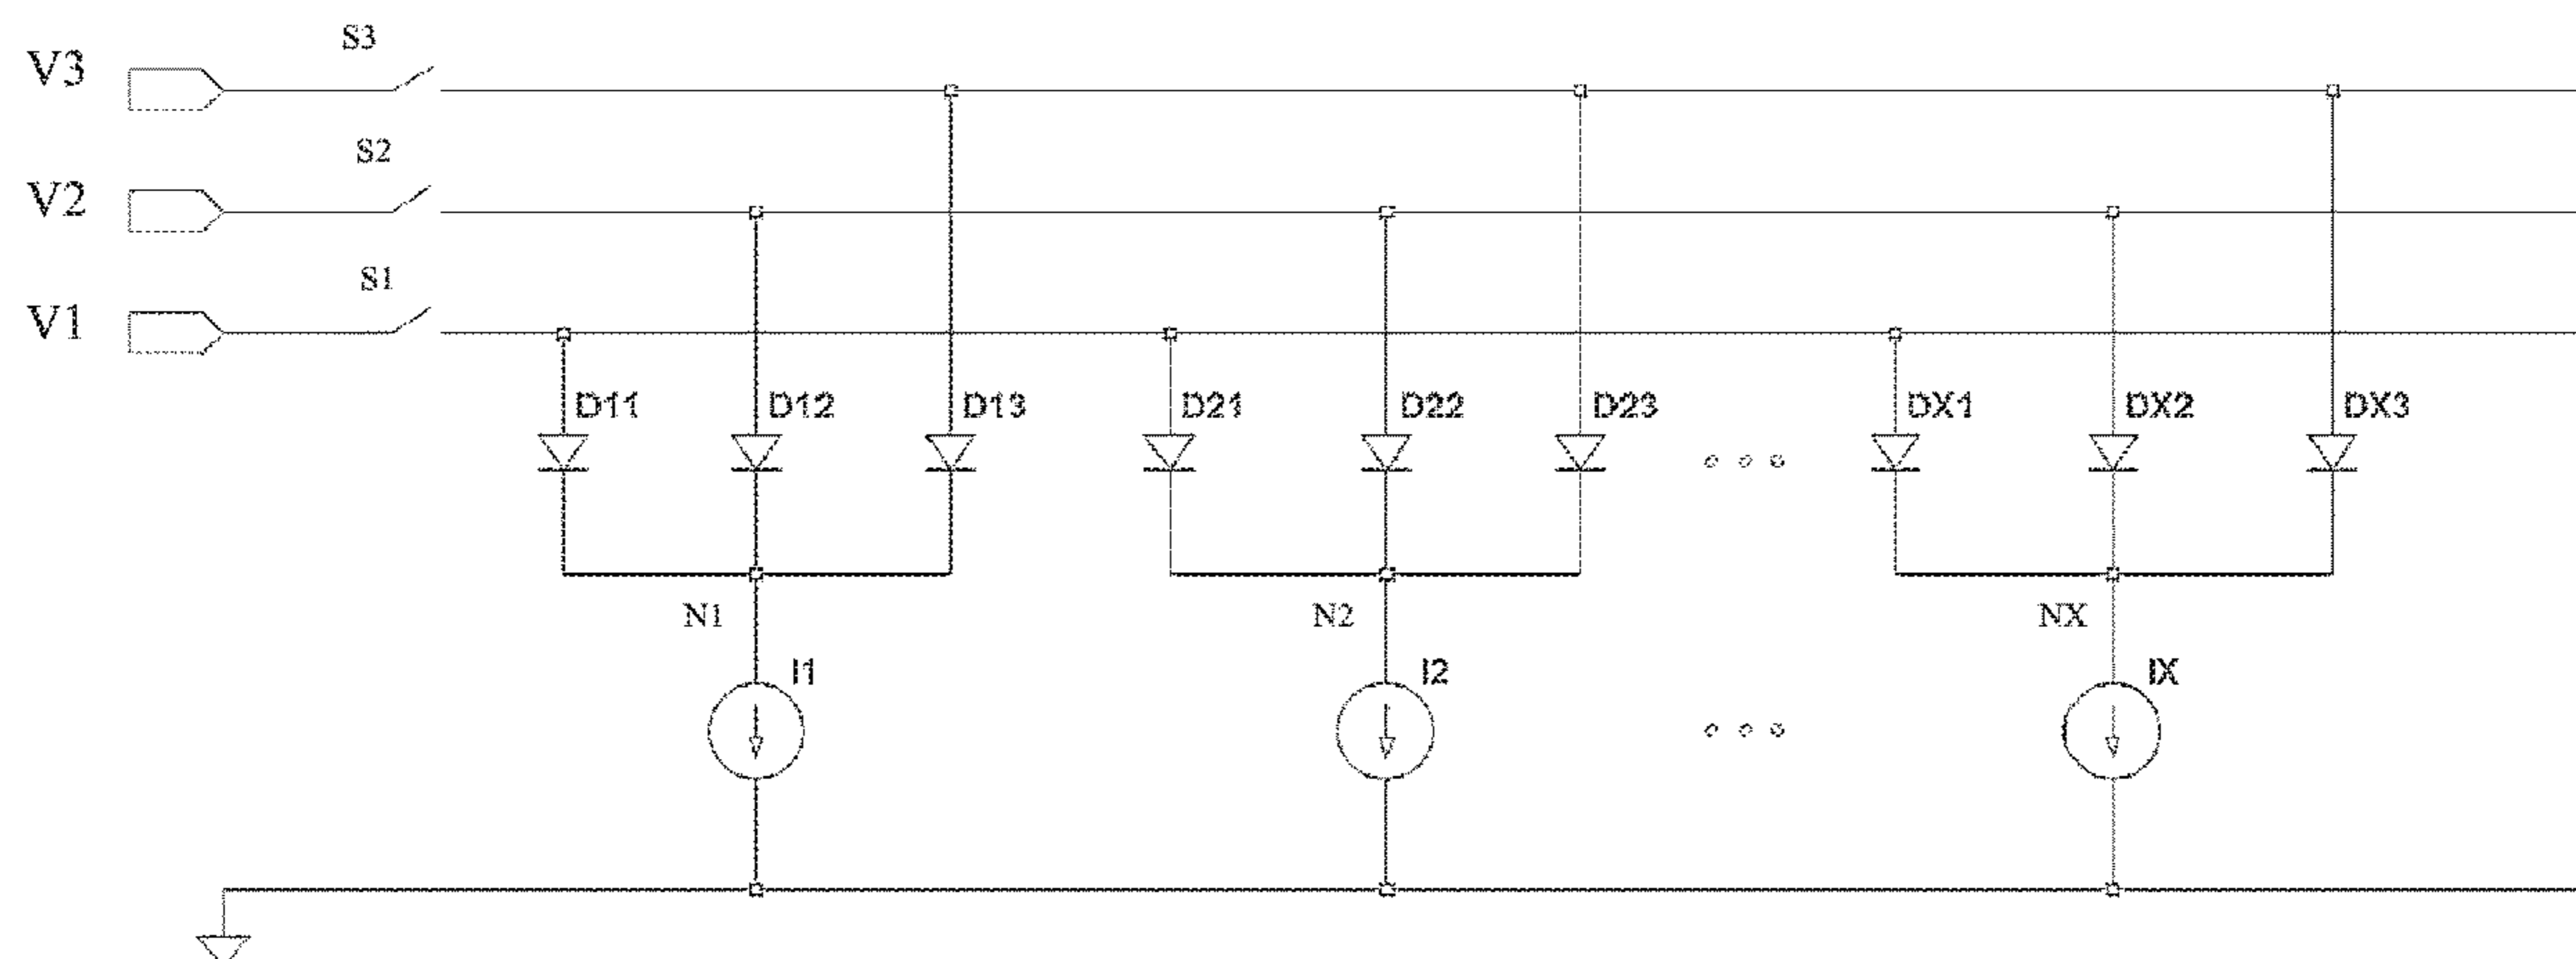 S3
V3
S2
V2
S1
V1
D11 D12 D13 D21 D22 D23 DX1 DX2 DX3
N1 N2 NX
I1 I2 IX